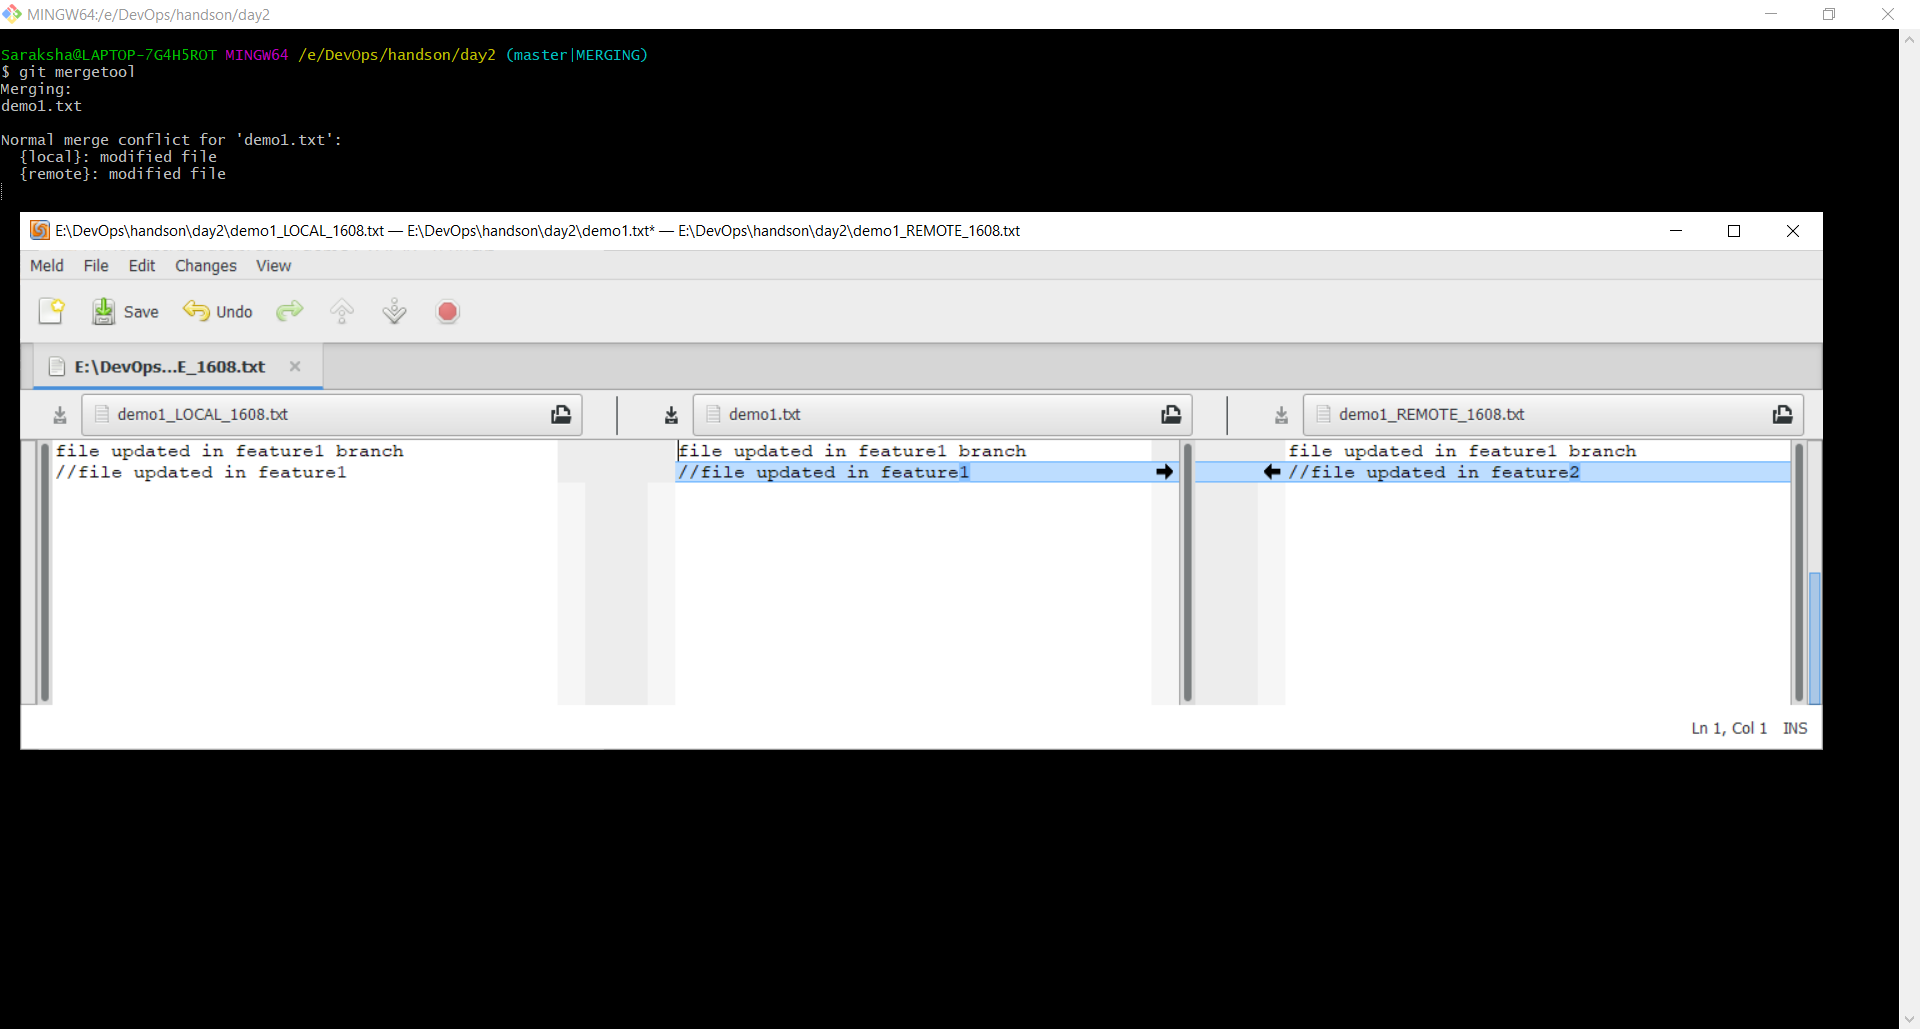 MINGW64:/e/DevOps/handson/day2
Saraksha@LAPTOP-7G4H5ROT MINGW64 /e/DevOps/handson/day2 (master|MERGING)
$ git mergetool
Merging:
demo1.txt
Normal merge conflict for 'demo1.txt':
{local}: modified file
{remote}: modified file
E:\DevOps\handson\day2\demo1_LOCAL_1608.txt — E:\DevOps\handson\day2\demo1.txt* — E:\DevOps\handson\day2\demo1_REMOTE_1608.txt
Meld File Edit Changes View
Save Undo
E:\DevOps...E_1608.txt
demo1_LOCAL_1608.txt demo1.txt demo1_REMOTE_1608.txt
file updated in feature1 branch
//file updated in feature1
file updated in feature1 branch
//file updated in feature1
file updated in feature1 branch
//file updated in feature2
Ln 1, Col 1 INS